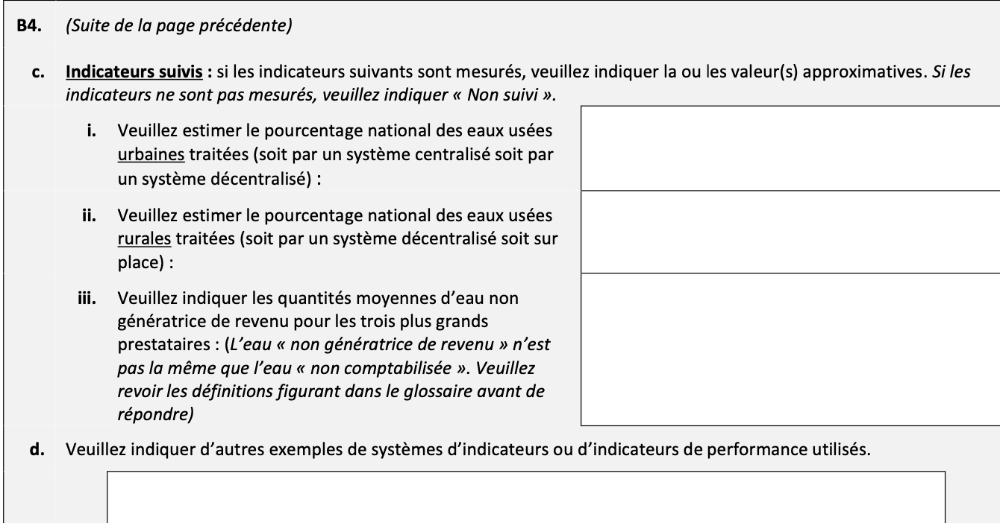 B4. (Suite de la page précédente)
c. Indicateurs suivis : si les indicateurs suivants sont mesurés, veuillez indiquer la ou les valeur(s) approximatives. Si les
indicateurs ne sont pas mesurés, veuillez indiquer « Non suivi ».
i. Veuillez estimer le pourcentage national des eaux usées
urbaines traitées (soit par un système centralisé soit par
un système décentralisé) :
ii. Veuillez estimer le pourcentage national des eaux usées
rurales traitées (soit par un système décentralisé soit sur
place) :
iii. Veuillez indiquer les quantités moyennes d’eau non
génératrice de revenu pour les trois plus grands
prestataires : (L’eau « non génératrice de revenu » n’est
pas la même que l’eau « non comptabilisée ». Veuillez
revoir les définitions figurant dans le glossaire avant de
répondre)
d. Veuillez indiquer d’autres exemples de systèmes d’indicateurs ou d’indicateurs de performance utilisés.